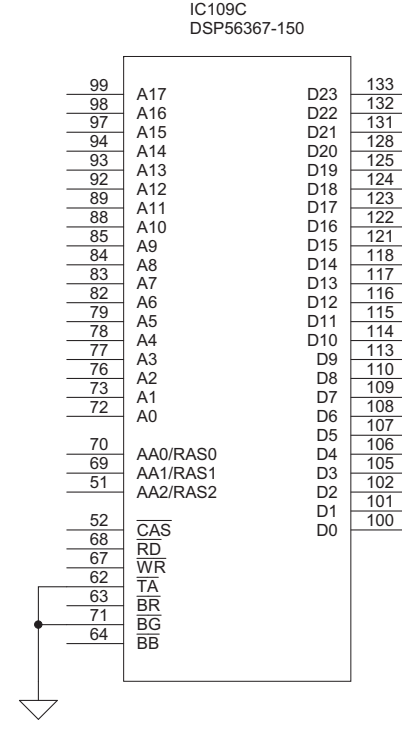 IC109C
DSP56367-150
99 A17 D23 133
98 A16 D22 132
97 A15 D21 131
94 A14 D20 128
93 A13 D19 125
92 A12 D18 124
89 A11 D17 123
88 A10 D16 122
85 A9 D15 121
84 A8 D14 118
83 A7 D13 117
82 A6 D12 116
79 A5 D11 115
78 A4 D10 114
77 A3 D9 113
76 A2 D8 110
73 A1 D7 109
72 A0 D6 108
D5 107
70 AA0/RAS0 D4 106
69 AA1/RAS1 D3 105
51 AA2/RAS2 D2 102
D1 101
52 CAS D0 100
68 RD
67 WR
62 TA
63 BR
71 BG
64 BB